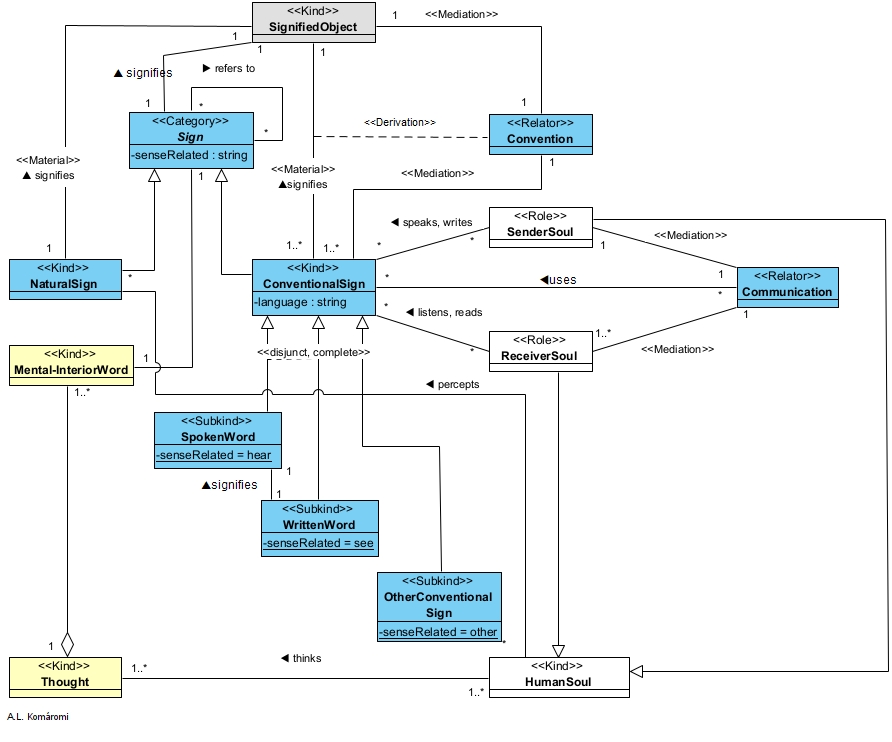 <<Kind>>
SignifiedObject
1
<<Mediation>>
1
1
1
▲ signifies
► refers to
1
*
*
1
<<Category>>
Sign
-senseRelated : string
<<Derivation>>
<<Relator>>
Convention
<<Material>>
▲ signifies
<<Material>>
▲signifies
1
1
<<Mediation>>
<<Role>>
SenderSoul
◄ speaks, writes
1
<<Mediation>>
1
1..*
1..*
*
*
<<Kind>>
NaturalSign
*
<<Kind>>
ConventionalSign
-language : string
*
◄uses
1
*
<<Relator>>
Communication
*
◄ listens, reads
*
1
1..*
<<Role>>
ReceiverSoul
<<Mediation>>
<<Kind>>
Mental-InteriorWord
1
1..*
<<disjunct, complete>>
◄ percepts
<<Subkind>>
SpokenWord
-senseRelated = hear
1
▲signifies
1
<<Subkind>>
WrittenWord
-senseRelated = see
<<Subkind>>
OtherConventional
Sign
-senseRelated = other
*
1
<<Kind>>
Thought
1..*
◄ thinks
1..*
<<Kind>>
HumanSoul
A.L. Komáromi